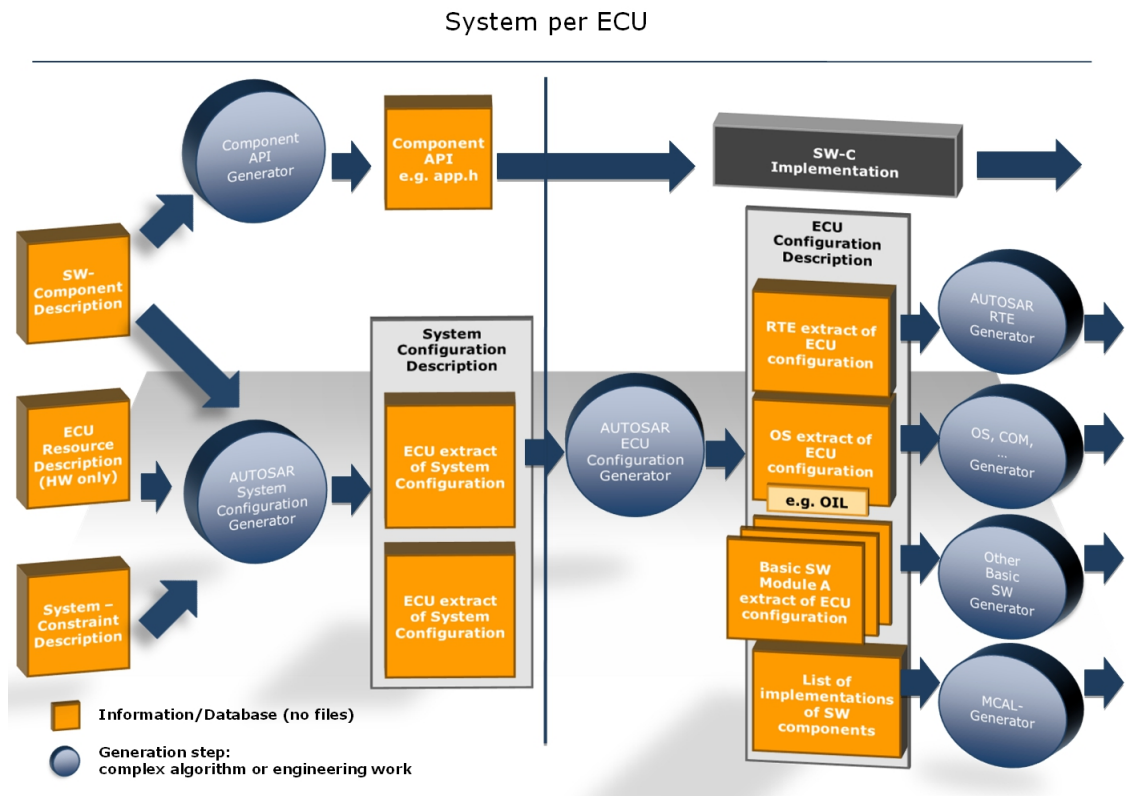 System per ECU
Component
API
Generator
Component
API
e.g. app.h
SW-C
Implementation
SW-
Component
Description
ECU
Resource
Description
(HW only)
System –
Constraint
Description
AUTOSAR
System
Configuration
Generator
System
Configuration
Description
ECU extract
of System
Configuration
ECU extract
of System
Configuration
AUTOSAR
ECU
Configuration
Generator
ECU
Configuration
Description
RTE extract of
ECU
configuration
OS extract of
ECU
configuration
e.g. OIL
Basic SW
Module A
extract of ECU
configuration
List of
implementations
of SW
components
AUTOSAR
RTE
Generator
OS, COM,
...
Generator
Other
Basic
SW
Generator
MCAL-
Generator
Information/Database (no files)
Generation step:
complex algorithm or engineering work